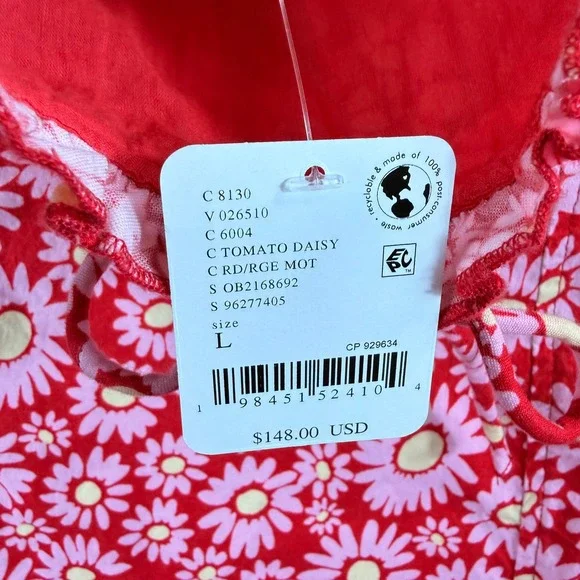 C 8130
V 026510
C 6004
C TOMATO DAISY
C RD/RGE MOT
S OB2168692
S 96277405
size
L
CP 929634
1 98451 52410 4
$148.00 USD
recyclable & made of 100% post-consumer waste
EPC